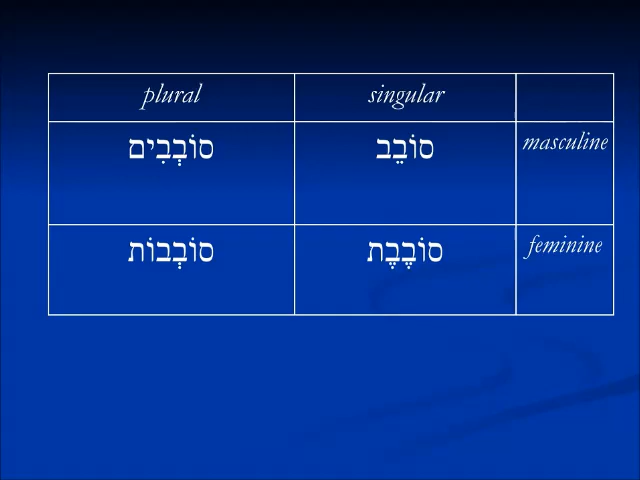 plural singular
סוֹבְבִים סוֹבֵב masculine
סוֹבְבוֹת סוֹבֶבֶת feminine